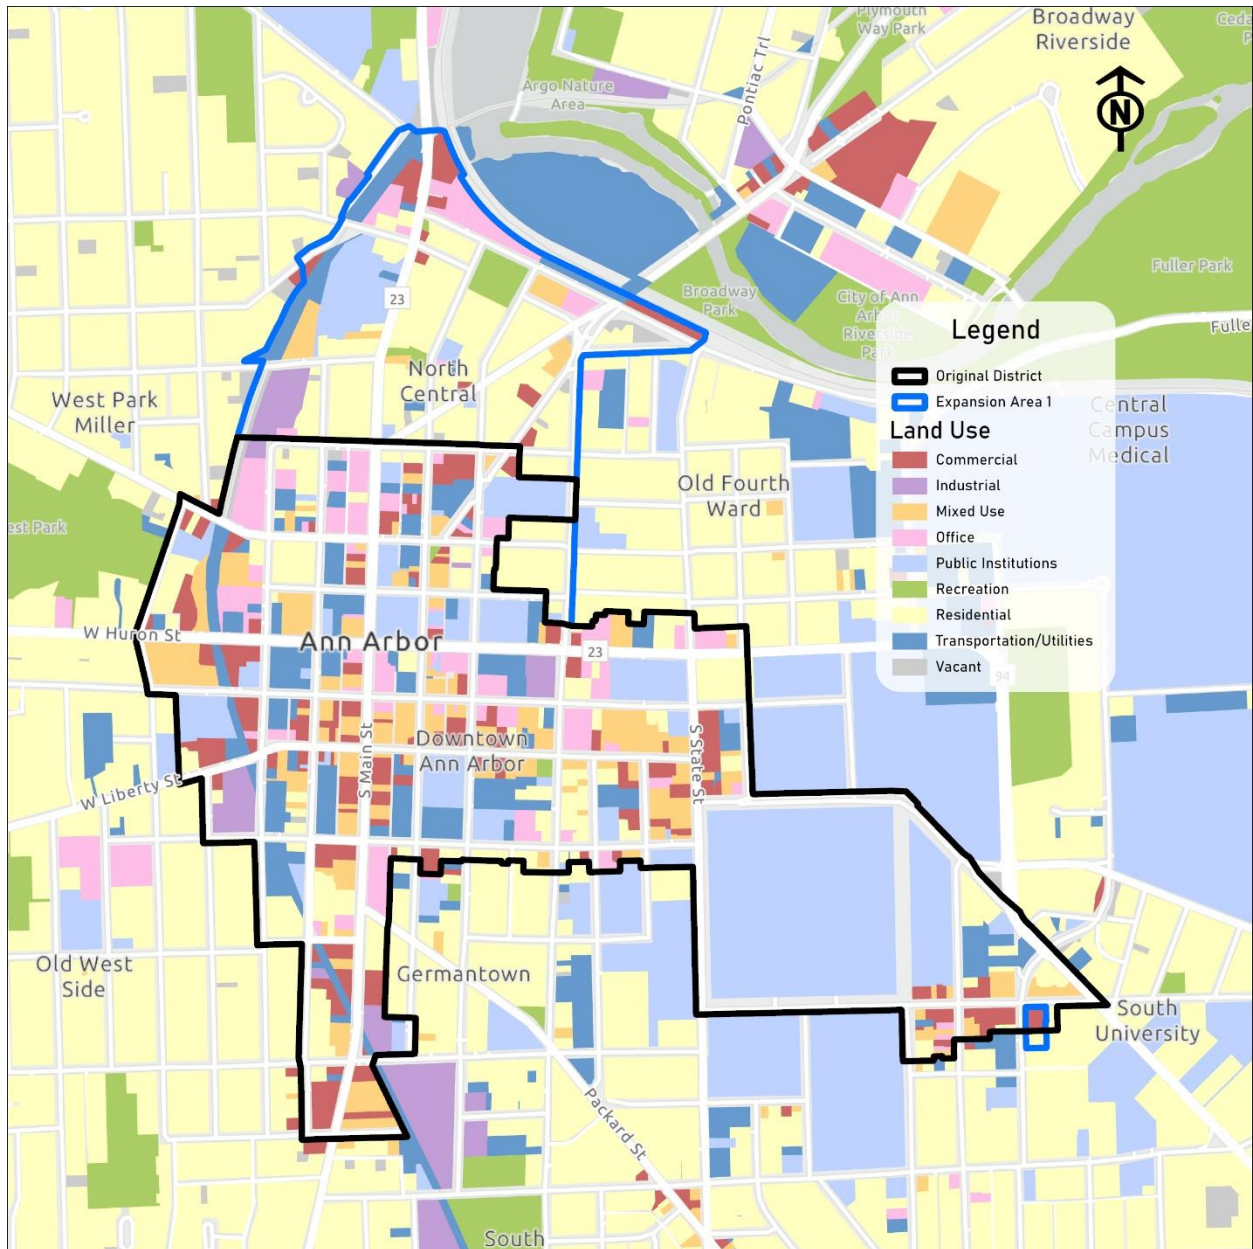 Plymouth
Way Park
Broadway
Riverside
Argo Nature
Area
Pontiac Trl
N
Fuller Park
Broadway
Park
City of Ann
Arbor
Riverside
Park
Fuller
23
Legend
Original District
Expansion Area 1
Land Use
Commercial
Industrial
Mixed Use
Office
Public Institutions
Recreation
Residential
Transportation/Utilities
Vacant
North
Central
West Park
Miller
Central
Campus
Medical
Old Fourth
Ward
est Park
W Huron St
Ann Arbor
23
94
Downtown
Ann Arbor
S Main St
S State St
W Liberty St
Old West
Side
Germantown
South
University
Packard St
South